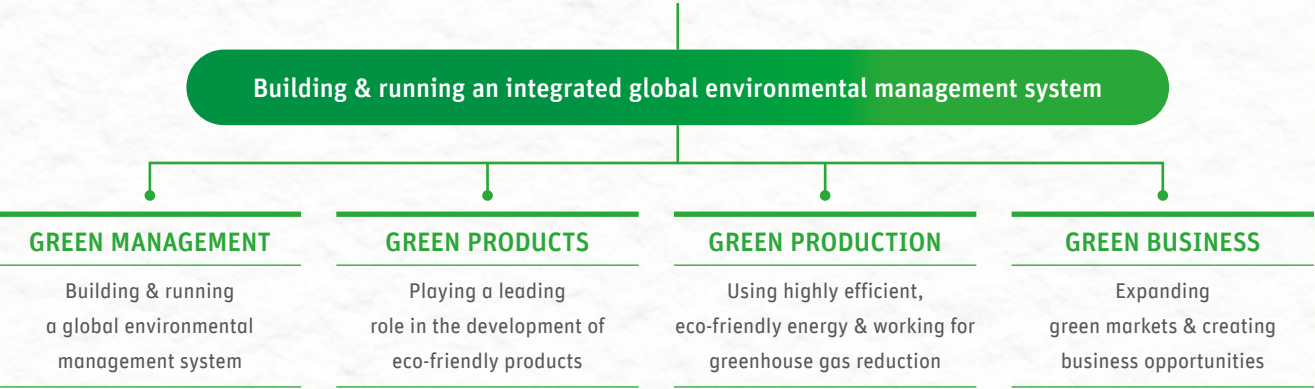 Building & running an integrated global environmental management system
GREEN MANAGEMENT
Building & running
a global environmental
management system
GREEN PRODUCTS
Playing a leading
role in the development of
eco-friendly products
GREEN PRODUCTION
Using highly efficient,
eco-friendly energy & working for
greenhouse gas reduction
GREEN BUSINESS
Expanding
green markets & creating
business opportunities